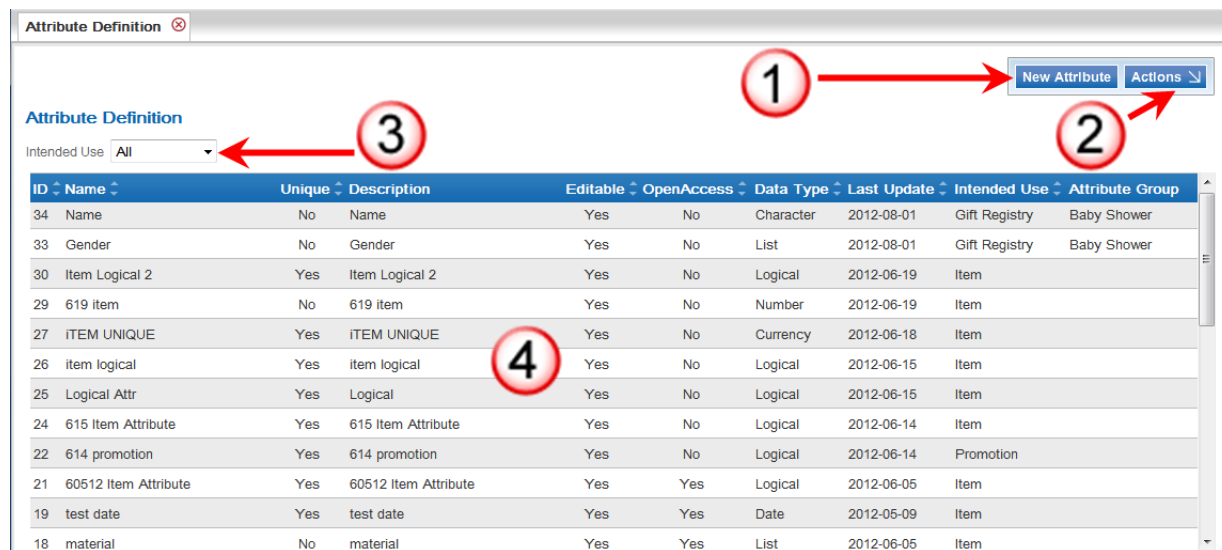 Attribute Definition
1
New Attribute Actions
2
Attribute Definition
3
Intended Use All
ID Name Unique Description Editable OpenAccess Data Type Last Update Intended Use Attribute Group
34 Name No Name Yes No Character 2012-08-01 Gift Registry Baby Shower
33 Gender No Gender Yes No List 2012-08-01 Gift Registry Baby Shower
30 Item Logical 2 Yes Item Logical 2 Yes No Logical 2012-06-19 Item
29 619 item No 619 item Yes No Number 2012-06-19 Item
27 iTEM UNIQUE Yes iTEM UNIQUE Yes No Currency 2012-06-18 Item
4
26 item logical Yes item logical Yes No Logical 2012-06-15 Item
25 Logical Attr Yes Logical Yes No Logical 2012-06-15 Item
24 615 Item Attribute Yes 615 Item Attribute Yes No Logical 2012-06-14 Item
22 614 promotion Yes 614 promotion Yes No Logical 2012-06-14 Promotion
21 60512 Item Attribute Yes 60512 Item Attribute Yes Yes Logical 2012-06-05 Item
19 test date Yes test date Yes Yes Date 2012-05-09 Item
18 material No material Yes Yes List 2012-06-05 Item